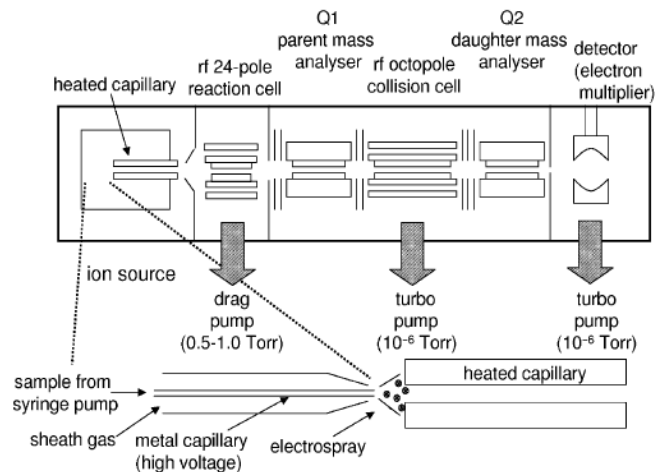 Q1
parent mass
analyser
Q2
daughter mass
analyser
detector
(electron
multiplier)
rf 24-pole
reaction cell
rf octopole
collision cell
heated capillary
ion source
drag
pump
(0.5-1.0 Torr)
turbo
pump
(10⁻⁶ Torr)
turbo
pump
(10⁻⁶ Torr)
sample from
syringe pump
sheath gas
metal capillary
(high voltage)
electrospray
heated capillary